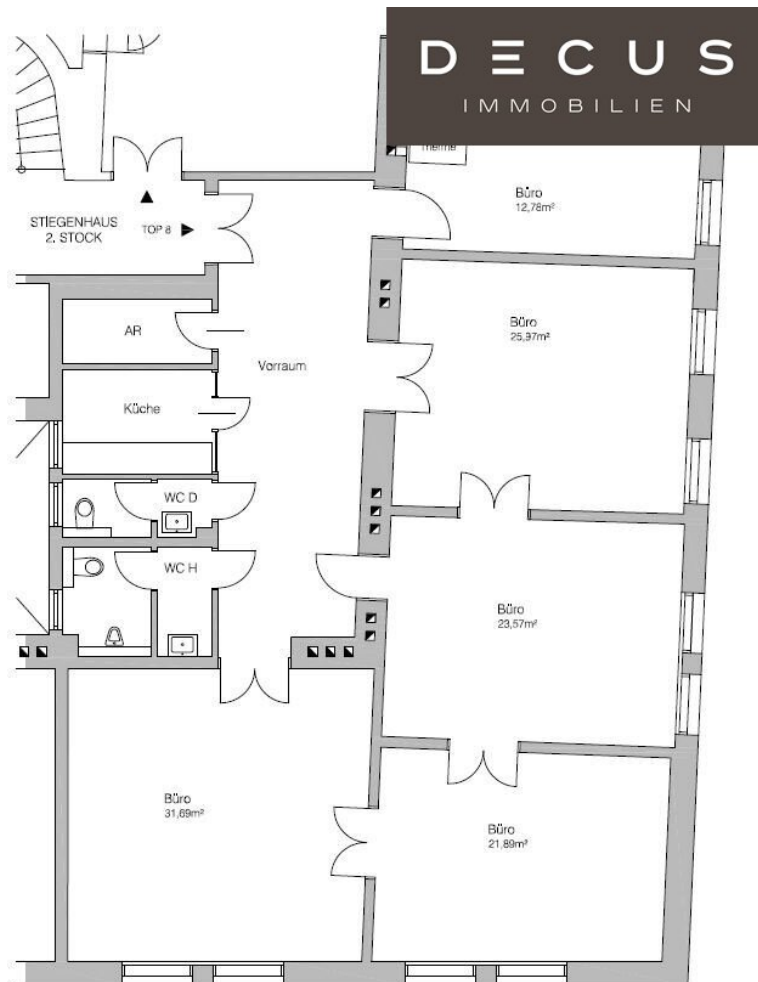 DECUS
IMMOBILIEN
Therme
Büro
12,78m²
STIEGENHAUS
2. STOCK
TOP 8
Büro
25,97m²
AR
Vorraum
Küche
WC D
WC H
Büro
23,57m²
Büro
31,69m²
Büro
21,89m²